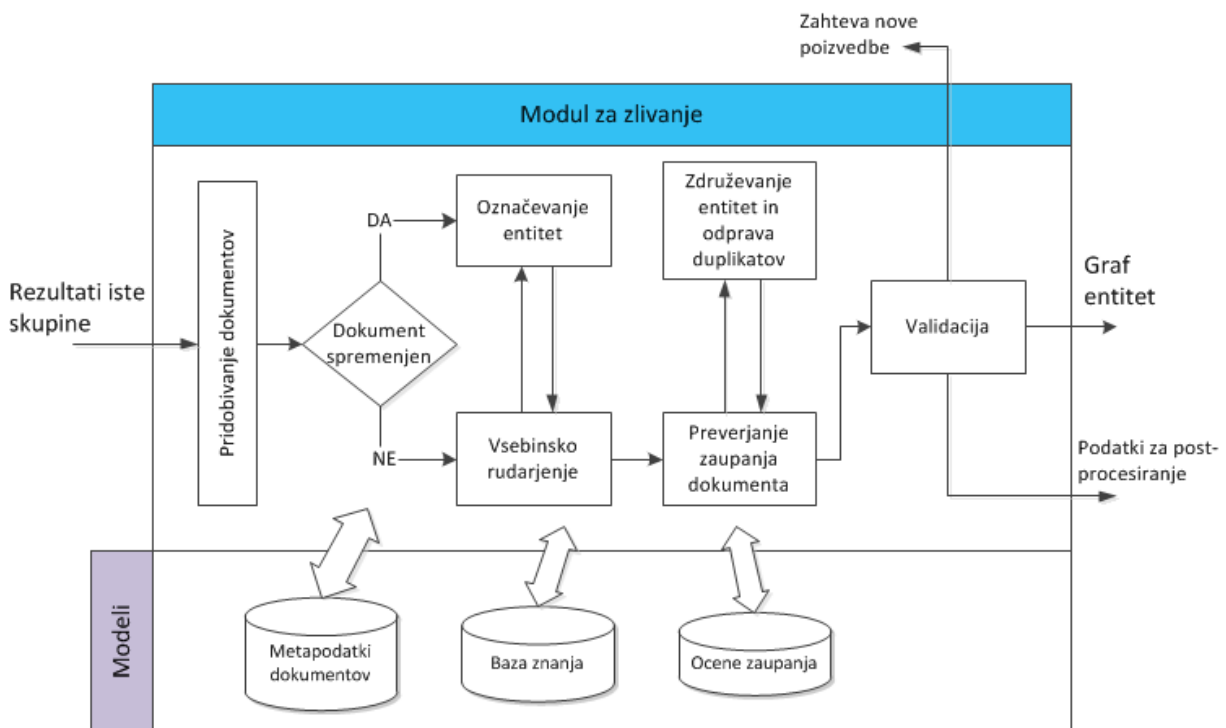 Zahteva nove
poizvedbe
Modul za zlivanje
Rezultati iste
skupine
Pridobivanje dokumentov
Dokument
spremenjen
DA
NE
Označevanje
entitet
Vsebinsko
rudarjenje
Združevanje
entitet in
odprava
duplikatov
Preverjanje
zaupanja
dokumenta
Validacija
Graf
entitet
Podatki za post-
procesiranje
Modeli
Metapodatki
dokumentov
Baza znanja
Ocene zaupanja